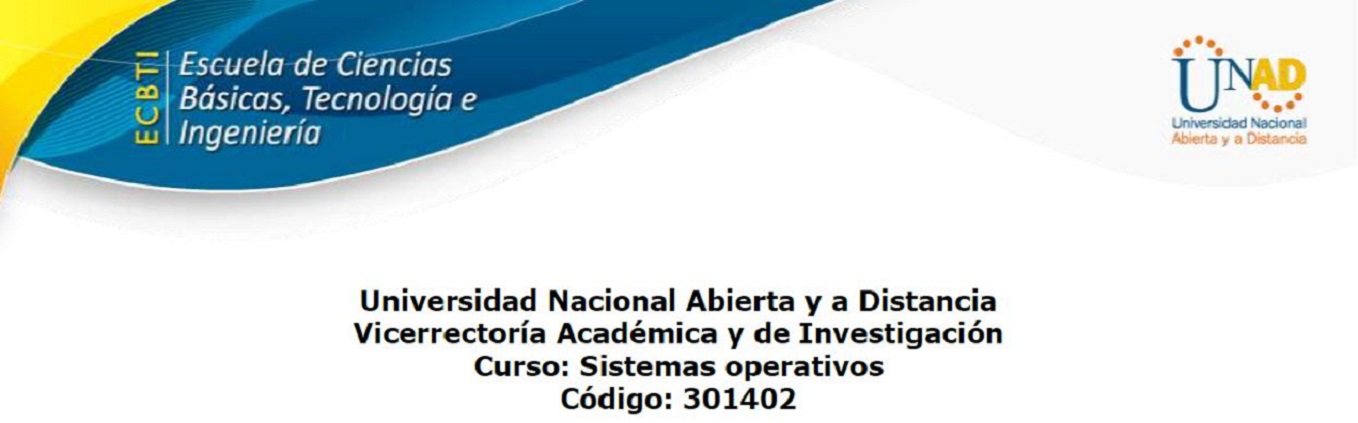 ECBTI
Escuela de Ciencias
Básicas, Tecnología e
Ingeniería
UNAD
Universidad Nacional
Abierta y a Distancia
Universidad Nacional Abierta y a Distancia
Vicerrectoría Académica y de Investigación
Curso: Sistemas operativos
Código: 301402